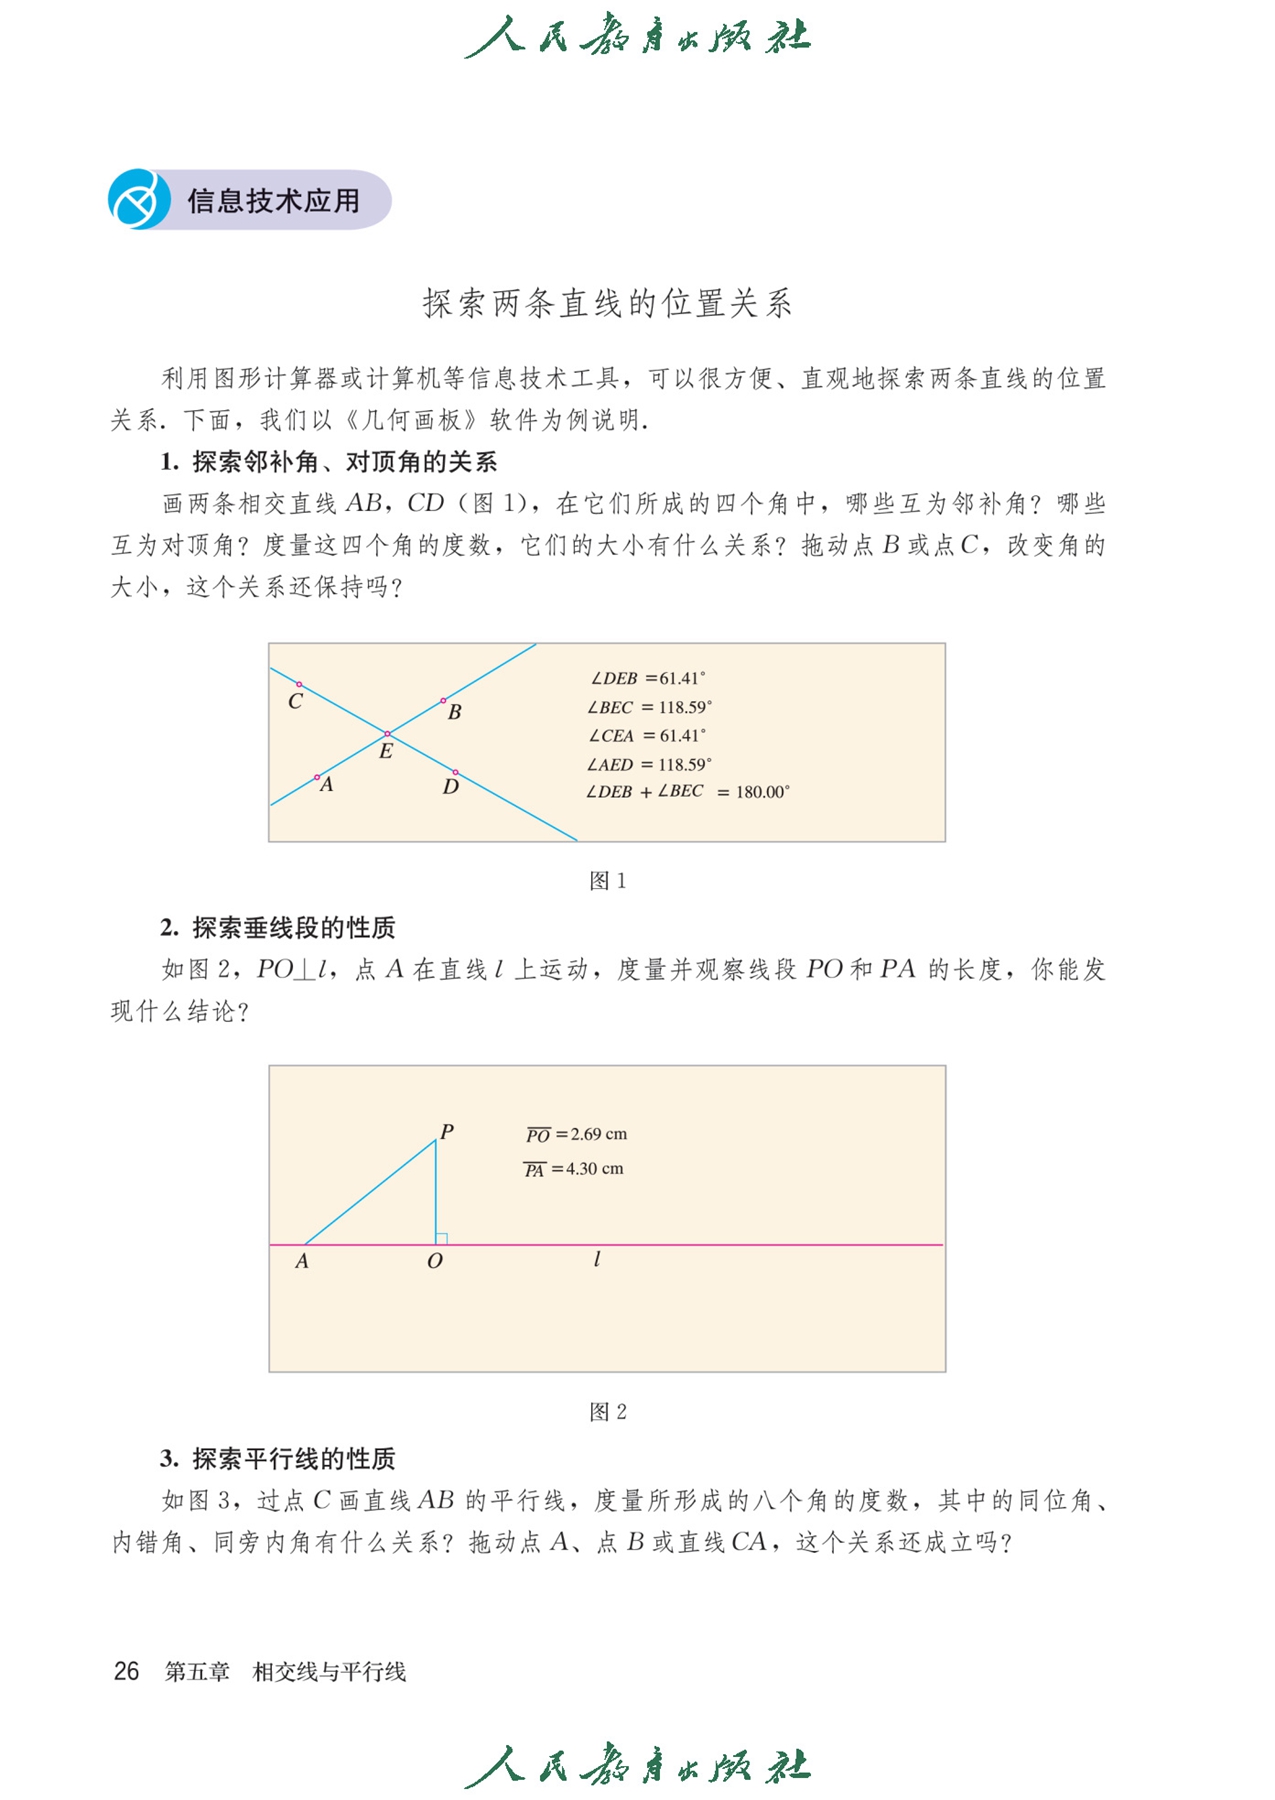 人民教育出版社
信息技术应用
探索两条直线的位置关系
利用图形计算器或计算机等信息技术工具，可以很方便、直观地探索两条直线的位置
关系．下面，我们以《几何画板》软件为例说明．
1. 探索邻补角、对顶角的关系
画两条相交直线 AB，CD（图 1），在它们所成的四个角中，哪些互为邻补角？哪些
互为对顶角？度量这四个角的度数，它们的大小有什么关系？拖动点 B 或点 C，改变角的
大小，这个关系还保持吗？
C
B
E
A
D
∠DEB =61.41°
∠BEC = 118.59°
∠CEA = 61.41°
∠AED = 118.59°
∠DEB + ∠BEC = 180.00°
图 1
2. 探索垂线段的性质
如图 2，PO⊥l，点 A 在直线 l 上运动，度量并观察线段 PO 和 PA 的长度，你能发
现什么结论？
P
P̅O̅ =2.69 cm
P̅A̅ =4.30 cm
A
O
l
图 2
3. 探索平行线的性质
如图 3，过点 C 画直线 AB 的平行线，度量所形成的八个角的度数，其中的同位角、
内错角、同旁内角有什么关系？拖动点 A、点 B 或直线 CA，这个关系还成立吗？
26 第五章 相交线与平行线
人民教育出版社